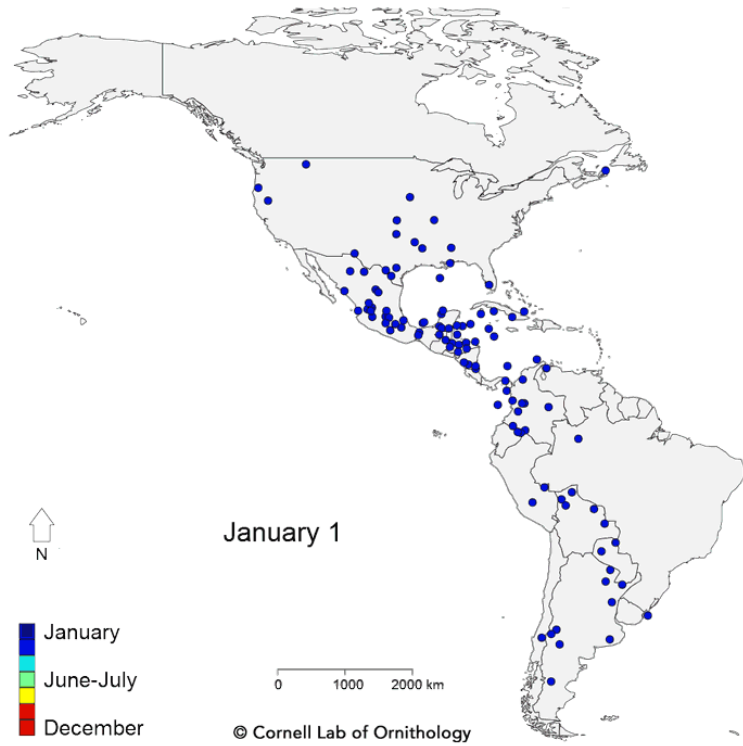 January 1
N
January
June-July
December
0 1000 2000 km
© Cornell Lab of Ornithology